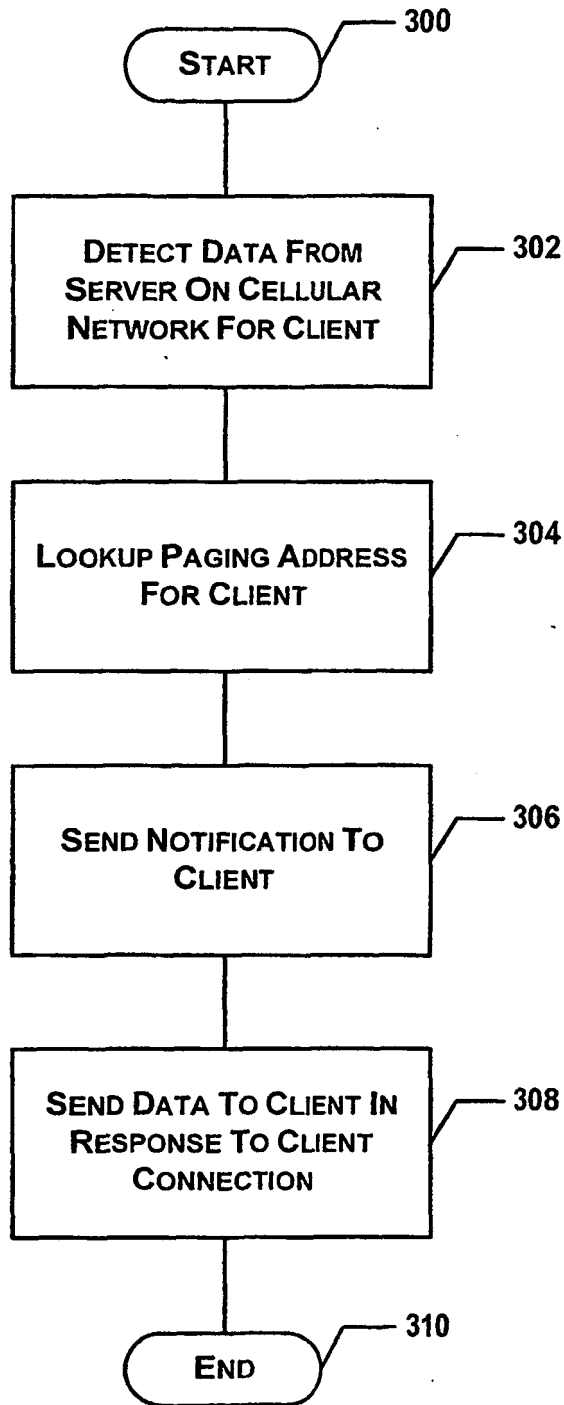 300
START
302
DETECT DATA FROM
SERVER ON CELLULAR
NETWORK FOR CLIENT
304
LOOKUP PAGING ADDRESS
FOR CLIENT
306
SEND NOTIFICATION TO
CLIENT
308
SEND DATA TO CLIENT IN
RESPONSE TO CLIENT
CONNECTION
310
END